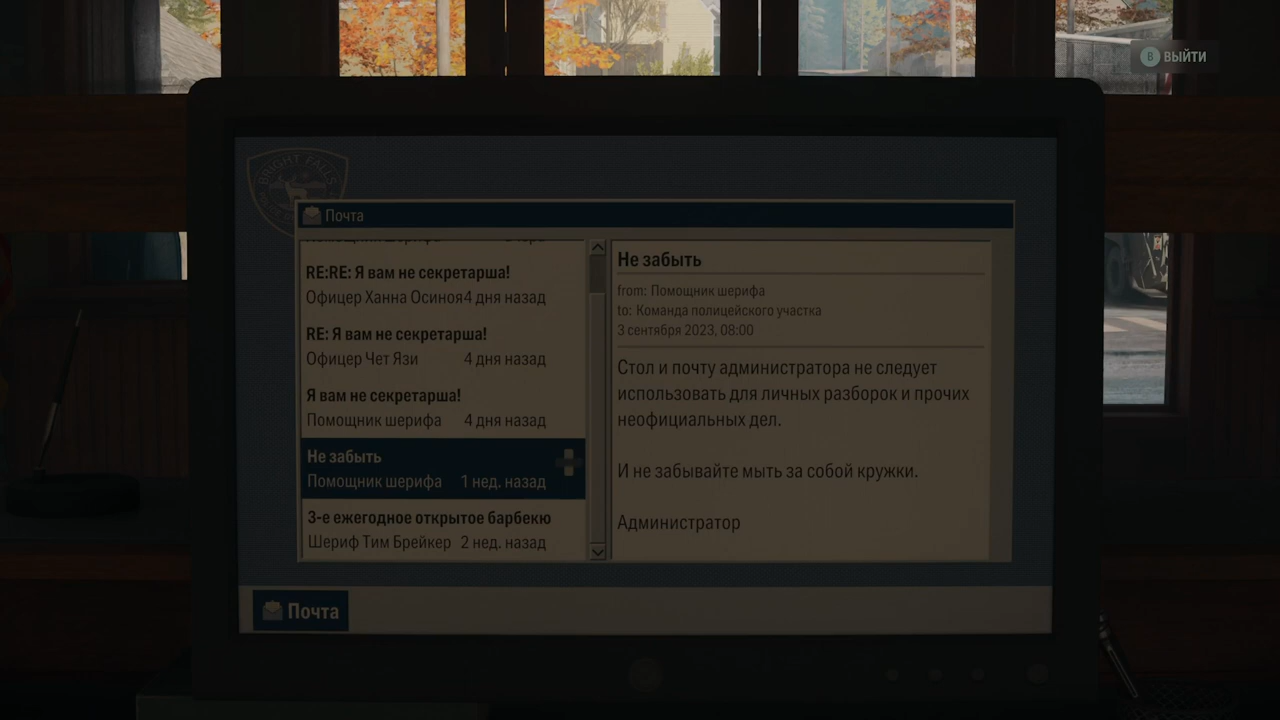 B ВЫЙТИ
BRIGHT FALLS
Почта
RE:RE: Я вам не секретарша!
Офицер Ханна Осиноя 4 дня назад
RE: Я вам не секретарша!
Офицер Чет Язи 4 дня назад
Я вам не секретарша!
Помощник шерифа 4 дня назад
Не забыть
Помощник шерифа 1 нед. назад
3-е ежегодное открытое барбекю
Шериф Тим Брейкер 2 нед. назад
Не забыть
from: Помощник шерифа
to: Команда полицейского участка
3 сентября 2023, 08:00
Стол и почту администратора не следует
использовать для личных разборок и прочих
неофициальных дел.
И не забывайте мыть за собой кружки.
Администратор
Почта